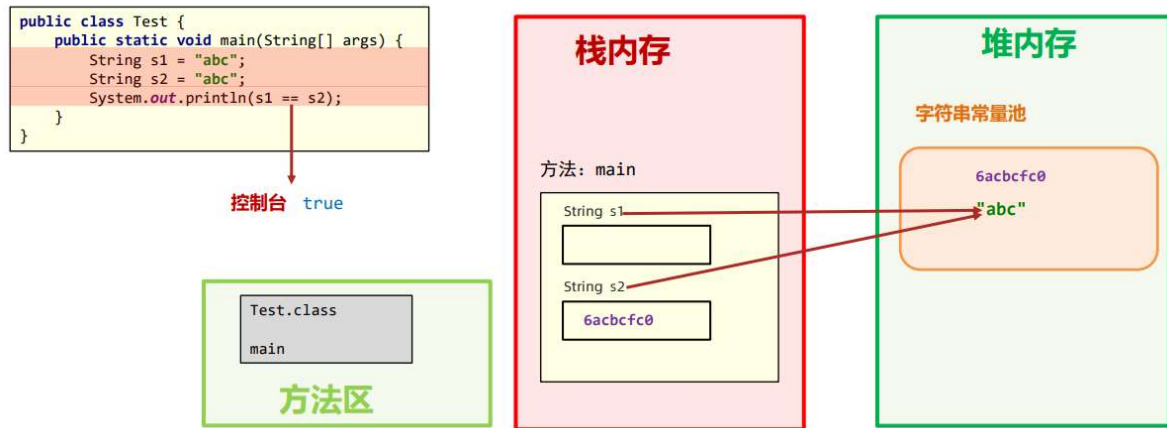 public class Test {
    public static void main(String[] args) {
        String s1 = "abc";
        String s2 = "abc";
        System.out.println(s1 == s2);
    }
}
控制台 true
Test.class
main
方法区
栈内存
方法: main
String s1
String s2
6acbcfc0
堆内存
字符串常量池
6acbcfc0
"abc"